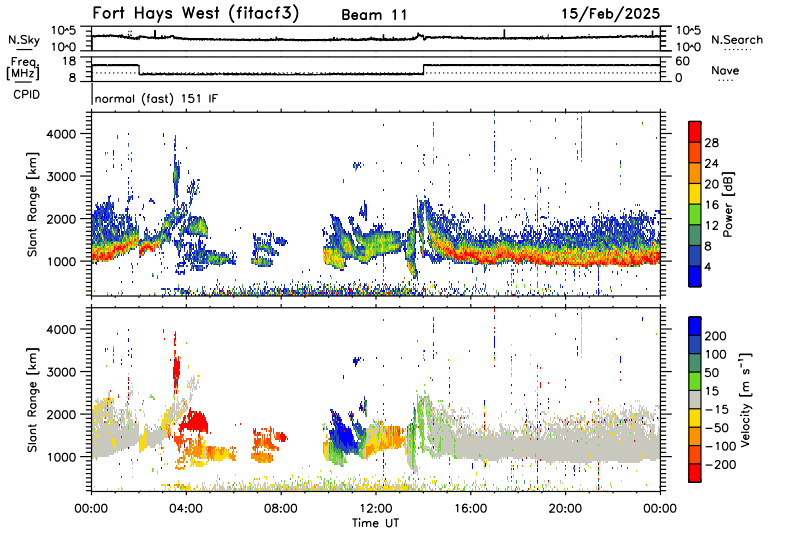 Fort Hays West (fitacf3) Beam 11 15/Feb/2025
N.Sky 10^5 10^0 10^5 10^0 N.Search
Freq. [MHz] 18 8 60 0 Nave
CPID normal (fast) 151 IF
Slant Range [km] 4000 3000 2000 1000
Power [dB] 28 24 20 16 12 8 4
Slant Range [km] 4000 3000 2000 1000
Velocity [m s⁻¹] 200 100 50 15 −15 −50 −100 −200
00:00 04:00 08:00 12:00 16:00 20:00 00:00
Time UT